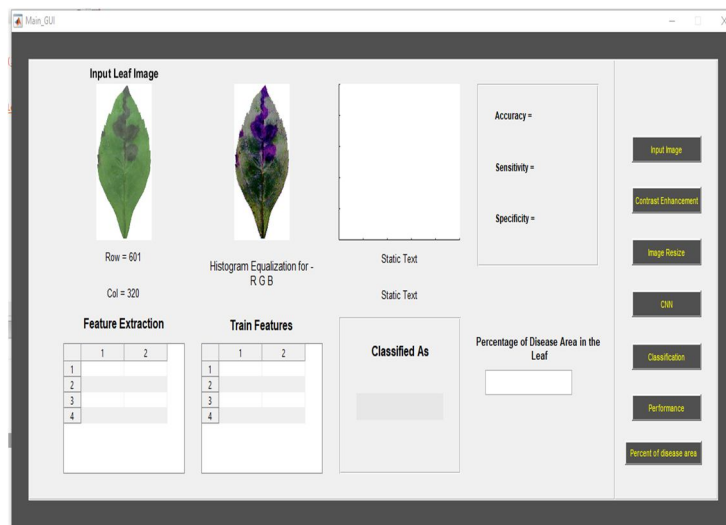 Main_GUI
Input Leaf Image
Row = 601
Col = 320
Histogram Equalization for -
R G B
Static Text
Static Text
Accuracy =
Sensitivity =
Specificity =
Feature Extraction
1 2
1
2
3
4
Train Features
1 2
1
2
3
4
Classified As
Percentage of Disease Area in the
Leaf
Input Image
Contrast Enhancement
Image Resize
CNN
Classification
Performance
Percent of disease area